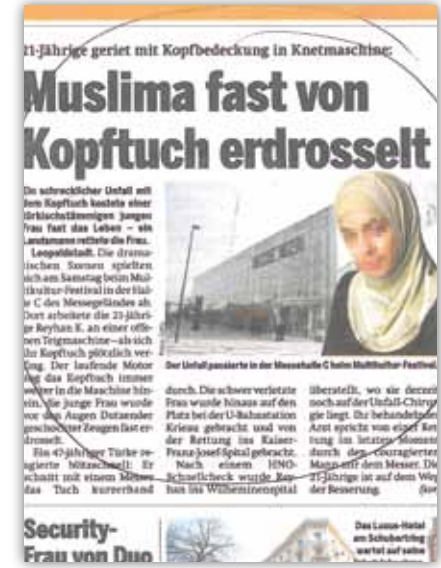 21-Jährige geriet mit Kopfbedeckung in Knetmaschine:
Muslima fast von
Kopftuch erdrosselt
Ein schrecklicher Unfall mit
dem Kopftuch kostete einer
türkischstämmigen jungen
Frau fast das Leben – ein
Landsmann rettete die Frau.
Leopoldstadt. Die drama-
tischen Szenen spielten
sich am Samstag beim Mul-
tikultur-Festival in der Hal-
le C des Messegeländes ab.
Dort arbeitete die 21-jähri-
ge Reyhan K. an einer offe-
nen Teigmaschine – als sich
ihr Kopftuch plötzlich ver-
fing. Der laufende Motor
zog das Kopftuch immer
weiter in die Maschine hin-
ein, die junge Frau wurde
vor den Augen Dutzender
geschockter Zeugen fast er-
drosselt.
Ein 47-jähriger Türke re-
agierte blitzschnell: Er
schnitt mit einem Messer
das Tuch kurzerhand
Der Unfall passierte in der Messehalle C beim Multikultur-Festival.
durch. Die schwer verletzte
Frau wurde hinaus auf den
Platz bei der U-Bahnstation
Krieau gebracht und von
der Rettung ins Kaiser-
Franz-Josef-Spital gebracht.
Nach einem HNO-
Schnellcheck wurde Rey-
han ins Wilheminenspital
überstellt, wo sie derzeit
noch auf der Unfall-Chirur-
gie liegt. Ihr behandelnder
Arzt spricht von einer Ret-
tung im letzten Moment
durch den couragierten
Mann mit dem Messer. Die
21-Jährige ist auf dem Weg
der Besserung.
Security-
Frau von Duo
Das Luxus-Hotel
am Schubertring
wartet auf seine